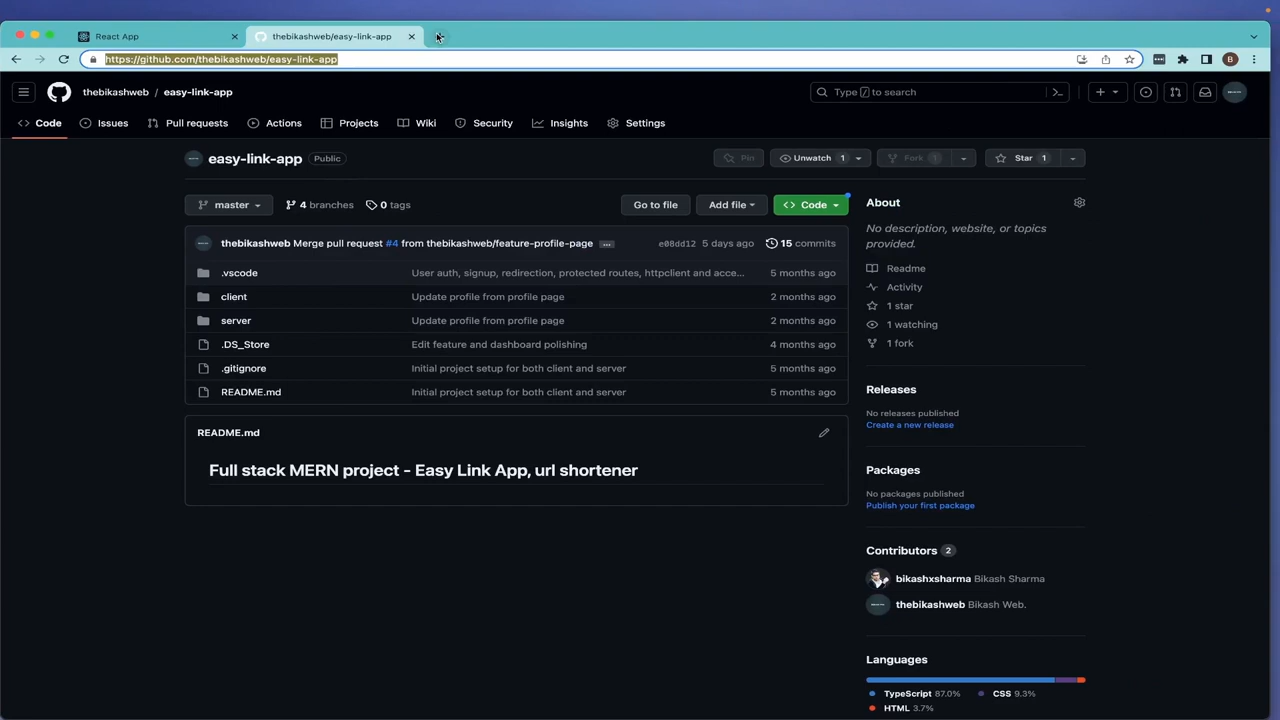 React App
thebikashweb/easy-link-app
https://github.com/thebikashweb/easy-link-app
B
thebikashweb / easy-link-app
Type / to search
Code
Issues
Pull requests
Actions
Projects
Wiki
Security
Insights
Settings
easy-link-app Public
Pin
Unwatch 1
Fork 1
Star 1
master
4 branches
0 tags
Go to file
Add file
Code
thebikashweb Merge pull request #4 from thebikashweb/feature-profile-page ... e08dd12 5 days ago 15 commits
.vscode User auth, signup, redirection, protected routes, httpclient and acce... 5 months ago
client Update profile from profile page 2 months ago
server Update profile from profile page 2 months ago
.DS_Store Edit feature and dashboard polishing 4 months ago
.gitignore Initial project setup for both client and server 5 months ago
README.md Initial project setup for both client and server 5 months ago
README.md
Full stack MERN project - Easy Link App, url shortener
About
No description, website, or topics
provided.
Readme
Activity
1 star
1 watching
1 fork
Releases
No releases published
Create a new release
Packages
No packages published
Publish your first package
Contributors 2
bikashxsharma Bikash Sharma
thebikashweb Bikash Web.
Languages
TypeScript 87.0% CSS 9.3%
HTML 3.7%